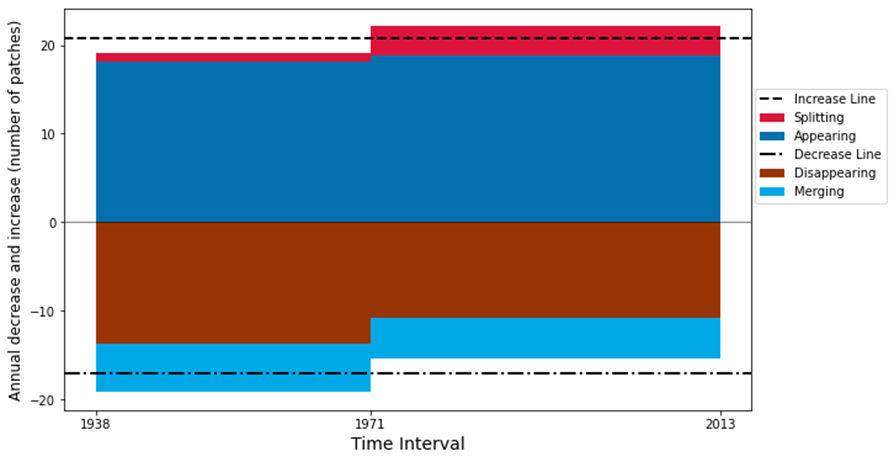 Annual decrease and increase (number of patches)
20
10
0
−10
−20
1938
1971
2013
Time Interval
Increase Line
Splitting
Appearing
Decrease Line
Disappearing
Merging